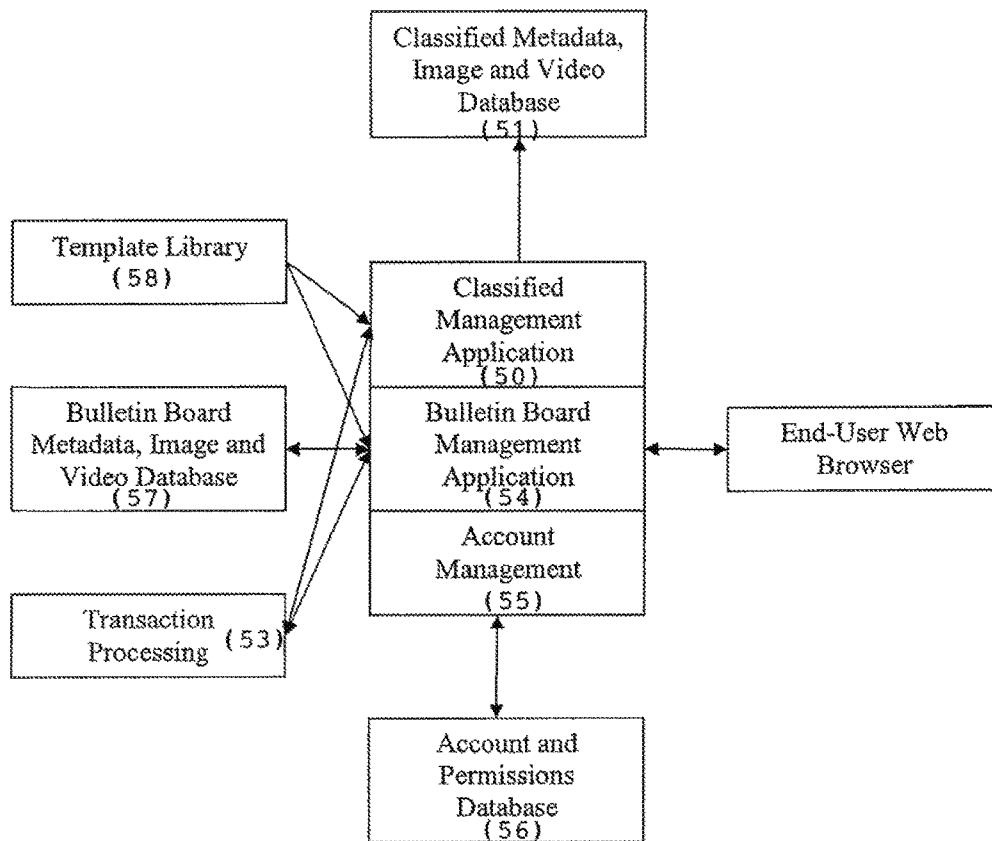 Classified Metadata,
Image and Video
Database
(51)
Template Library
(58)
Classified
Management
Application
(50)
Bulletin Board
Metadata, Image and
Video Database
(57)
Bulletin Board
Management
Application
(54)
End-User Web
Browser
Account
Management
(55)
Transaction
Processing
(53)
Account and
Permissions
Database
(56)